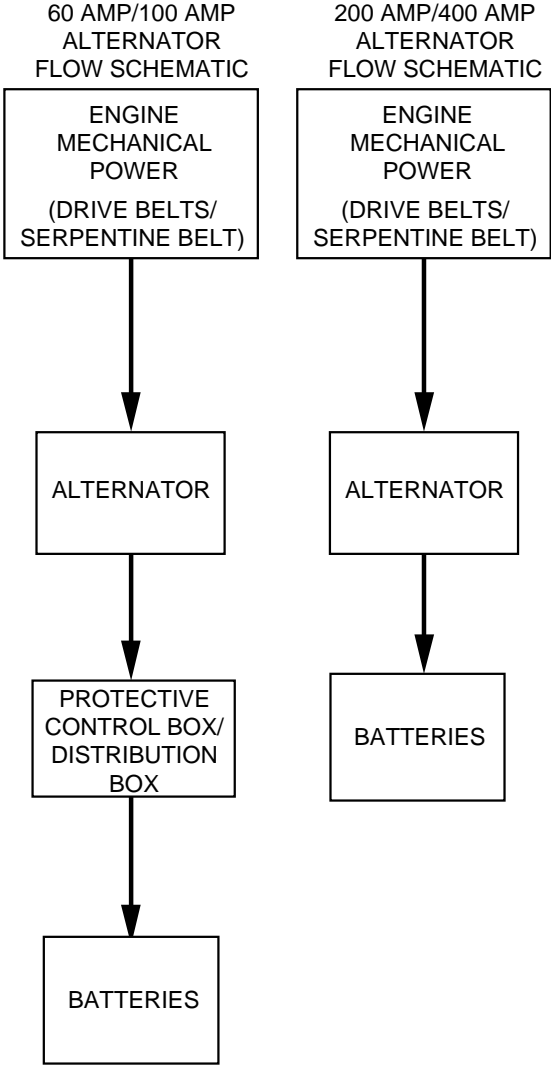 60 AMP/100 AMP
ALTERNATOR
FLOW SCHEMATIC
ENGINE
MECHANICAL
POWER
(DRIVE BELTS/
SERPENTINE BELT)
ALTERNATOR
PROTECTIVE
CONTROL BOX/
DISTRIBUTION
BOX
BATTERIES
200 AMP/400 AMP
ALTERNATOR
FLOW SCHEMATIC
ENGINE
MECHANICAL
POWER
(DRIVE BELTS/
SERPENTINE BELT)
ALTERNATOR
BATTERIES